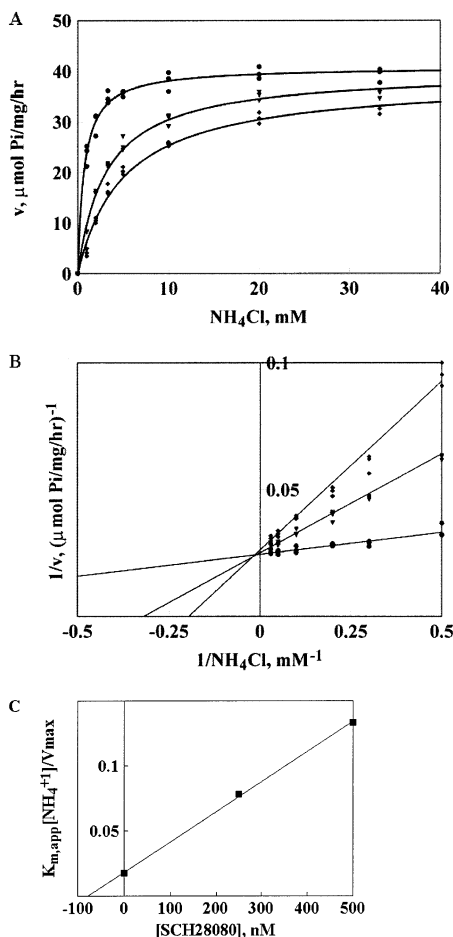 A
50
40
30
20
10
0
v, μmol Pi/mg/hr
0 10 20 30 40
NH₄Cl, mM
B
0.1
0.05
1/v, (μmol Pi/mg/hr)⁻¹
-0.5 -0.25 0 0.25 0.5
1/NH₄Cl, mM⁻¹
C
0.1
0.05
Km,app[NH₄⁺¹]/Vmax
-100 0 100 200 300 400 500
[SCH28080], nM